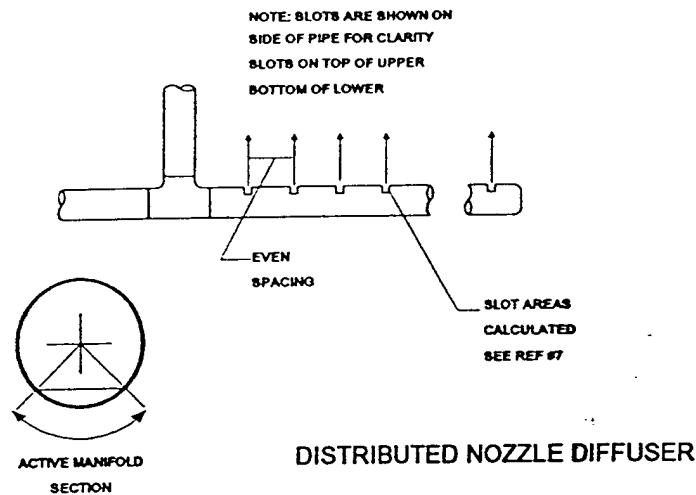 NOTE: SLOTS ARE SHOWN ON
SIDE OF PIPE FOR CLARITY
SLOTS ON TOP OF UPPER
BOTTOM OF LOWER
EVEN
SPACING
SLOT AREAS
CALCULATED
SEE REF #7
ACTIVE MANIFOLD
SECTION
DISTRIBUTED NOZZLE DIFFUSER